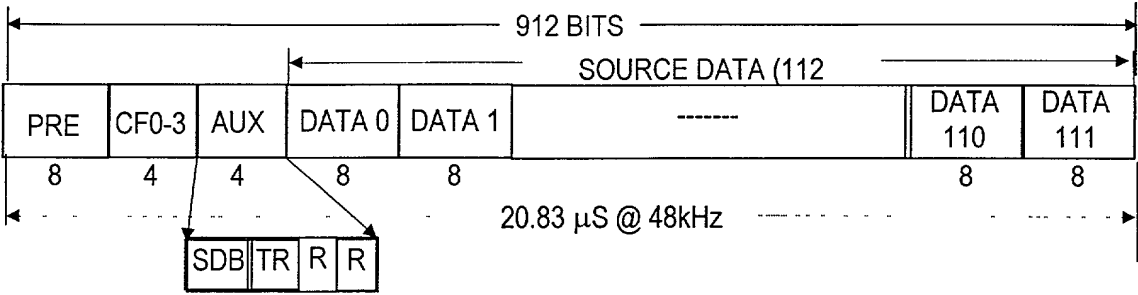 912 BITS
SOURCE DATA (112
PRE CF0-3 AUX DATA 0 DATA 1 ------- DATA 110 DATA 111
8 4 4 8 8 8 8
20.83 µS @ 48kHz
SDB TR R R